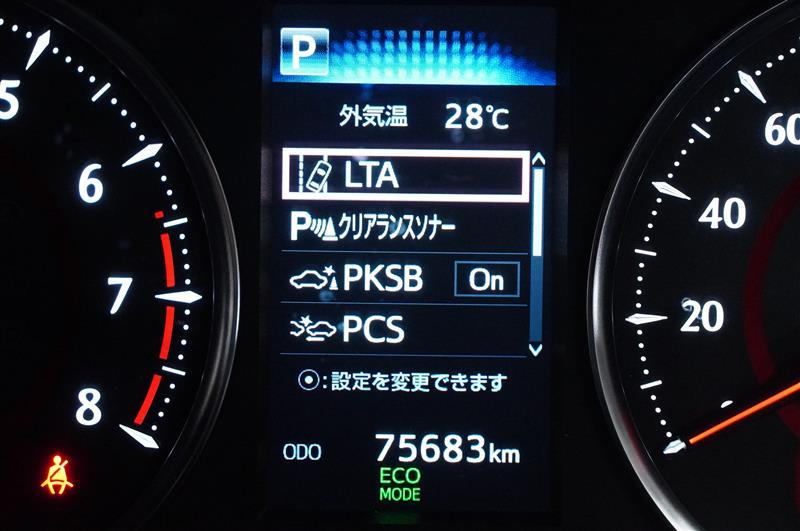 P
外気温 28℃
LTA
Pクリアランスソナー
PKSB On
PCS
:設定を変更できます
ODO 75683km
ECO
MODE
5
6
7
8
60
40
20